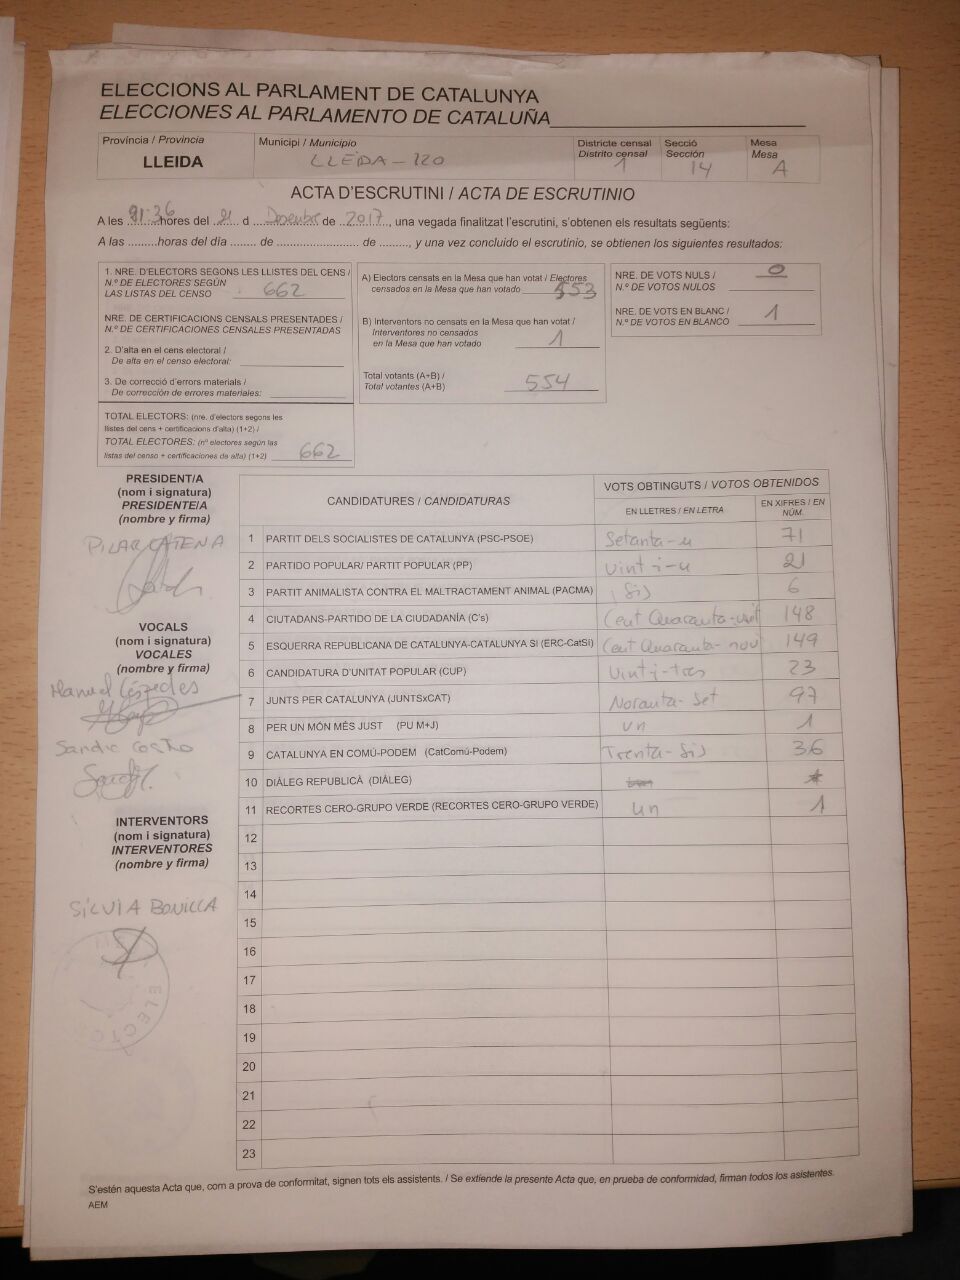 ELECCIONS AL PARLAMENT DE CATALUNYA
ELECCIONES AL PARLAMENTO DE CATALUÑA
Província / Provincia
LLEIDA
Municipi / Municipio
LLEIDA-120
Districte censal
Distrito censal
1
Secció
Sección
14
Mesa
Mesa
A
ACTA D'ESCRUTINI / ACTA DE ESCRUTINIO
A les 21:36 hores del 21 d Desembre de 2017, una vegada finalitzat l'escrutini, s'obtenen els resultats següents:
A las .........horas del día ........ de ......................... de ........., y una vez concluido el escrutinio, se obtienen los siguientes resultados:
1. NRE. D'ELECTORS SEGONS LES LLISTES DEL CENS /
N.º DE ELECTORES SEGÚN
LAS LISTAS DEL CENSO 662
NRE. DE CERTIFICACIONS CENSALS PRESENTADES /
N.º DE CERTIFICACIONES CENSALES PRESENTADAS
2. D'alta en el cens electoral /
De alta en el censo electoral:
3. De correcció d'errors materials /
De corrección de errores materiales:
TOTAL ELECTORS: (nre. d'electors segons les
llistes del cens + certificacions d'alta) (1+2) /
TOTAL ELECTORES: (nº electores según las
listas del censo + certificaciones de alta) (1+2) 662
A) Electors censats en la Mesa que han votat / Electores
censados en la Mesa que han votado 553
B) Interventors no censats en la Mesa que han votat /
Interventores no censados
en la Mesa que han votado 1
Total votants (A+B) /
Total votantes (A+B) 554
NRE. DE VOTS NULS /
N.º DE VOTOS NULOS 0
NRE. DE VOTS EN BLANC /
N.º DE VOTOS EN BLANCO 1
PRESIDENT/A
(nom i signatura)
PRESIDENTE/A
(nombre y firma)
PILAR CATENA
VOCALS
(nom i signatura)
VOCALES
(nombre y firma)
Manuel Céspedes
Sandra Castro
INTERVENTORS
(nom i signatura)
INTERVENTORES
(nombre y firma)
SILVIA BONILLA
ELECTO
CANDIDATURES / CANDIDATURAS
VOTS OBTINGUTS / VOTOS OBTENIDOS
EN LLETRES / EN LETRA
EN XIFRES / EN NÚM.
1 PARTIT DELS SOCIALISTES DE CATALUNYA (PSC-PSOE) Setanta-u 71
2 PARTIDO POPULAR/ PARTIT POPULAR (PP) Vint-i-u 21
3 PARTIT ANIMALISTA CONTRA EL MALTRACTAMENT ANIMAL (PACMA) Sis 6
4 CIUTADANS-PARTIDO DE LA CIUDADANÍA (C's) Cent Quaranta-vuit 148
5 ESQUERRA REPUBLICANA DE CATALUNYA-CATALUNYA SÍ (ERC-CatSí) Cent Quaranta-nou 149
6 CANDIDATURA D'UNITAT POPULAR (CUP) Vint-i-tres 23
7 JUNTS PER CATALUNYA (JUNTSxCAT) Noranta-set 97
8 PER UN MÓN MÉS JUST (PU M+J) un 1
9 CATALUNYA EN COMÚ-PODEM (CatComú-Podem) Trenta-sis 36
10 DIÀLEG REPUBLICÀ (DIÀLEG)
11 RECORTES CERO-GRUPO VERDE (RECORTES CERO-GRUPO VERDE) un 1
12
13
14
15
16
17
18
19
20
21
22
23
S'estén aquesta Acta que, com a prova de conformitat, signen tots els assistents. / Se extiende la presente Acta que, en prueba de conformidad, firman todos los asistentes.
AEM